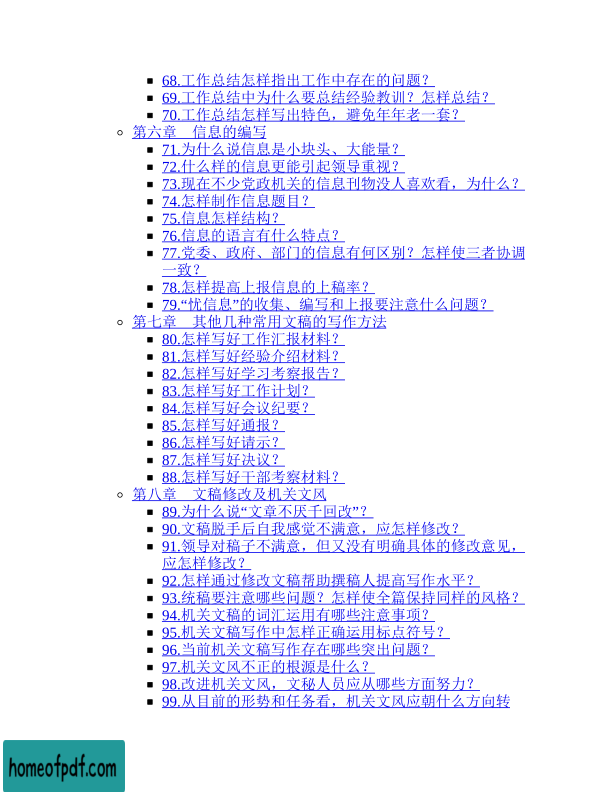 68.工作总结怎样指出工作中存在的问题？
69.工作总结中为什么要总结经验教训？怎样总结？
70.工作总结怎样写出特色，避免年年老一套？
第六章　信息的编写
71.为什么说信息是小块头、大能量？
72.什么样的信息更能引起领导重视？
73.现在不少党政机关的信息刊物没人喜欢看，为什么？
74.怎样制作信息题目？
75.信息怎样结构？
76.信息的语言有什么特点？
77.党委、政府、部门的信息有何区别？怎样使三者协调
一致？
78.怎样提高上报信息的上稿率？
79.“忧信息”的收集、编写和上报要注意什么问题？
第七章　其他几种常用文稿的写作方法
80.怎样写好工作汇报材料？
81.怎样写好经验介绍材料？
82.怎样写好学习考察报告？
83.怎样写好工作计划？
84.怎样写好会议纪要？
85.怎样写好通报？
86.怎样写好请示？
87.怎样写好决议？
88.怎样写好干部考察材料？
第八章　文稿修改及机关文风
89.为什么说“文章不厌千回改”？
90.文稿脱手后自我感觉不满意，应怎样修改？
91.领导对稿子不满意，但又没有明确具体的修改意见，
应怎样修改？
92.怎样通过修改文稿帮助撰稿人提高写作水平？
93.统稿要注意哪些问题？怎样使全篇保持同样的风格？
94.机关文稿的词汇运用有哪些注意事项？
95.机关文稿写作中怎样正确运用标点符号？
96.当前机关文稿写作存在哪些突出问题？
97.机关文风不正的根源是什么？
98.改进机关文风，文秘人员应从哪些方面努力？
99.从目前的形势和任务看，机关文风应朝什么方向转
homeofpdf.com